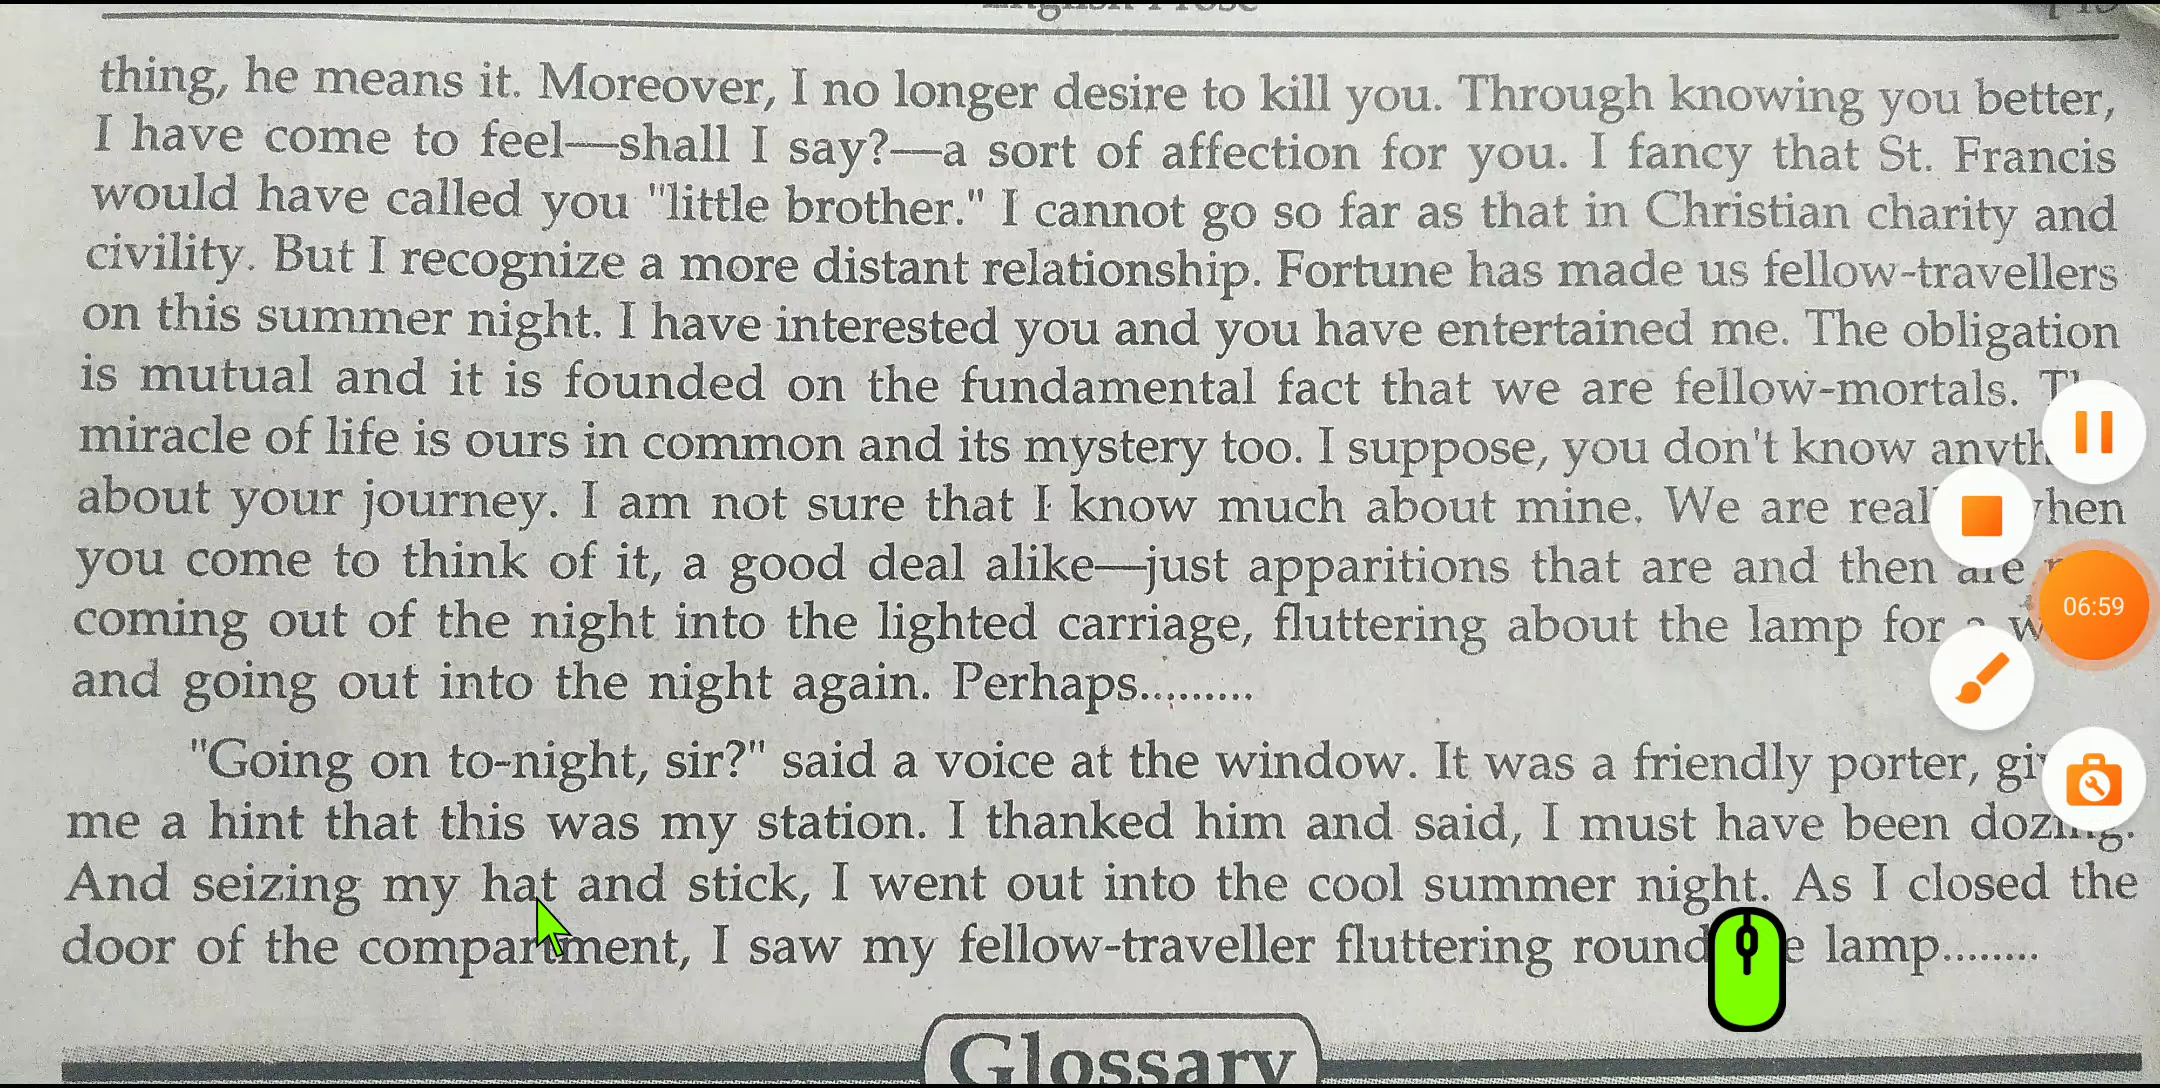 English Prose
thing, he means it. Moreover, I no longer desire to kill you. Through knowing you better,
I have come to feel—shall I say?—a sort of affection for you. I fancy that St. Francis
would have called you "little brother." I cannot go so far as that in Christian charity and
civility. But I recognize a more distant relationship. Fortune has made us fellow-travellers
on this summer night. I have interested you and you have entertained me. The obligation
is mutual and it is founded on the fundamental fact that we are fellow-mortals.
miracle of life is ours in common and its mystery too. I suppose, you don't know
about your journey. I am not sure that I know much about mine. We are
you come to think of it, a good deal alike—just apparitions that are and then are
coming out of the night into the lighted carriage, fluttering about the lamp for
06:59
and going out into the night again. Perhaps.........
"Going on to-night, sir?" said a voice at the window. It was a friendly porter,
me a hint that this was my station. I thanked him and said, I must have been dozing.
And seizing my hat and stick, I went out into the cool summer night. As I closed the
door of the compartment, I saw my fellow-traveller fluttering round lamp........
Glossary